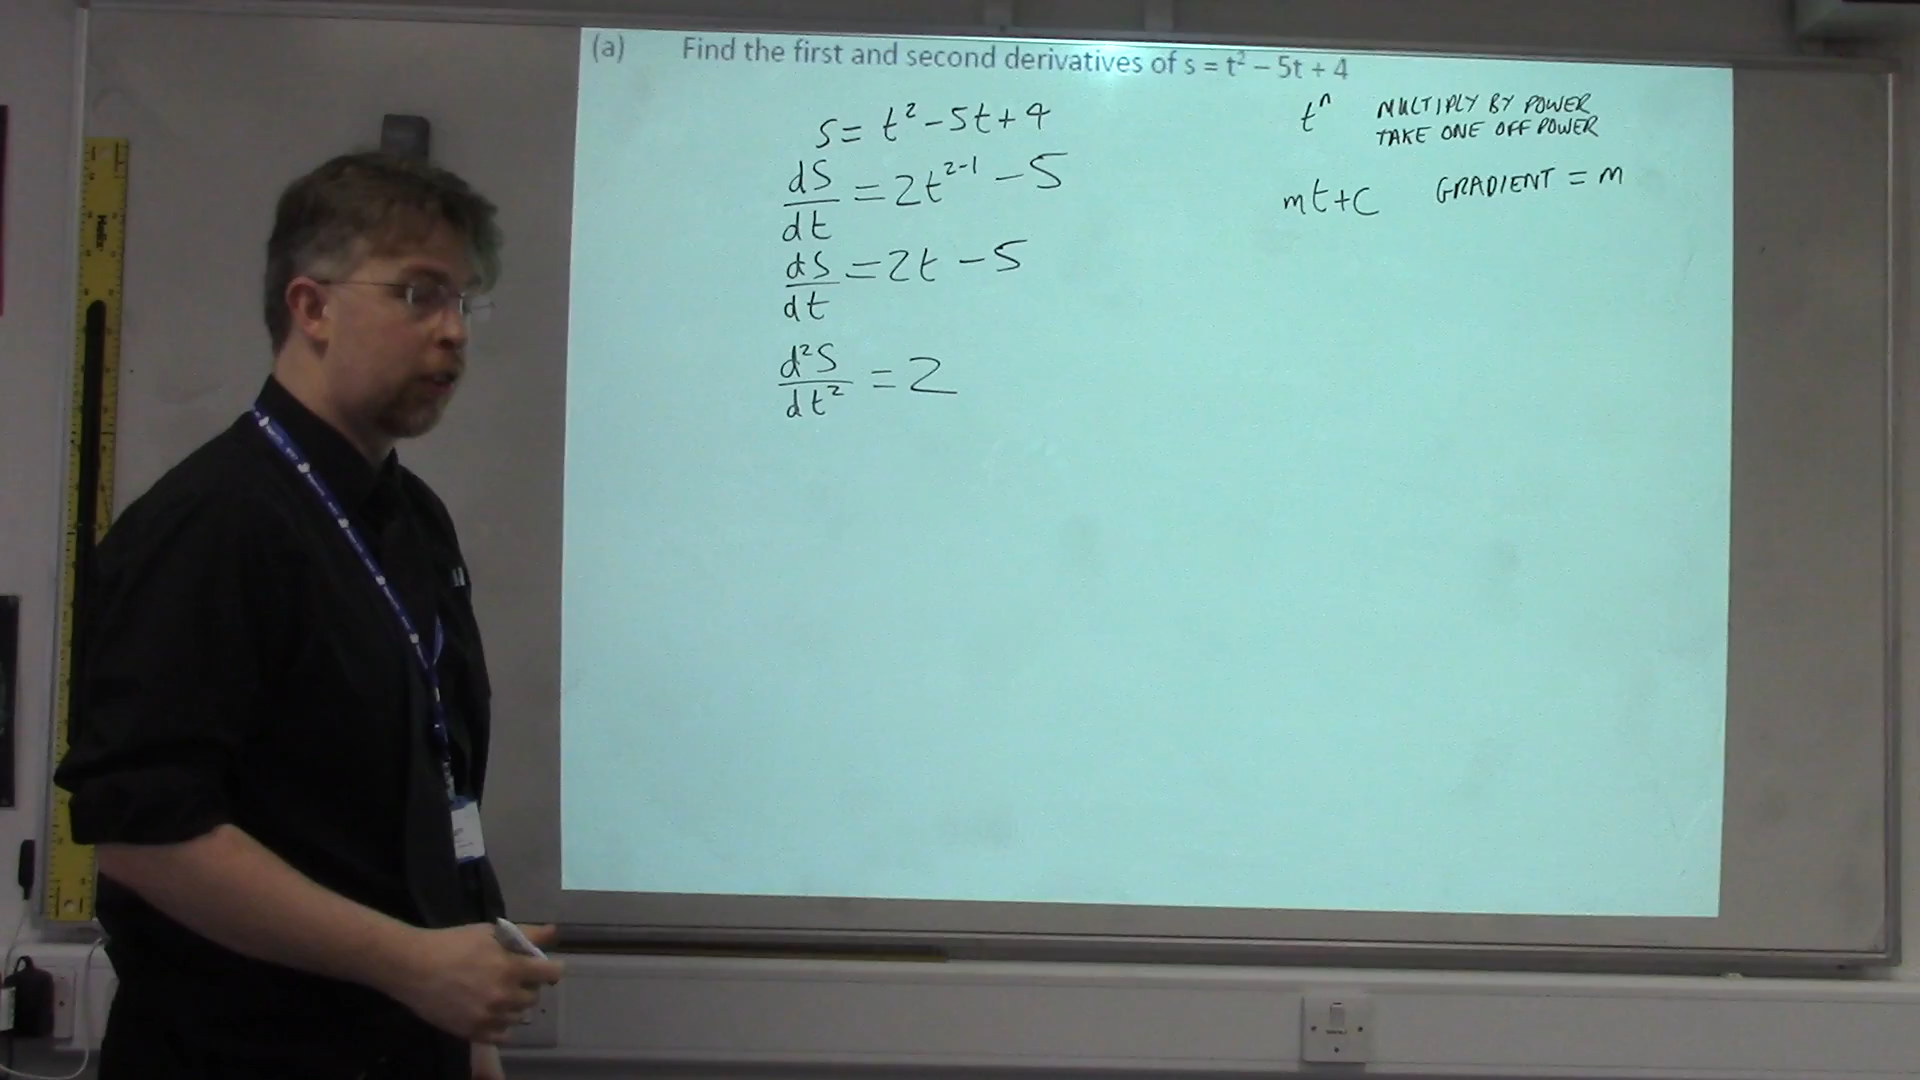 (a) Find the first and second derivatives of s = t² – 5t + 4
s = t² - 5t + 4
tⁿ MULTIPLY BY POWER
TAKE ONE OFF POWER
dS/dt = 2t²⁻¹ - 5
mt + c GRADIENT = m
dS/dt = 2t - 5
d²S/dt² = 2
Helix